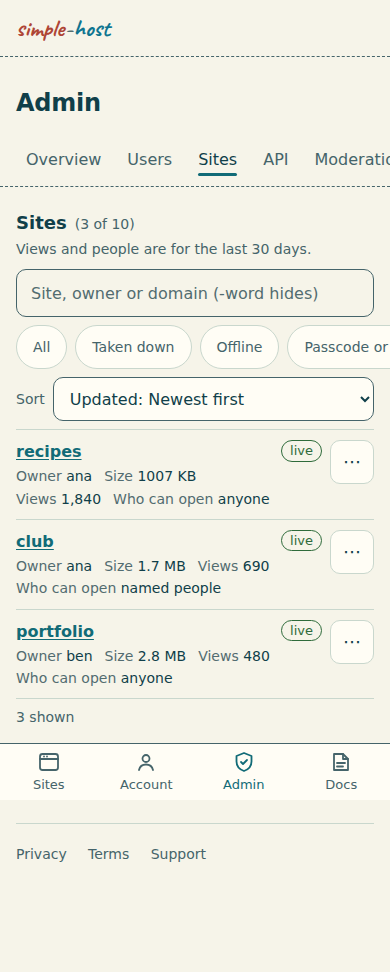 simple-host
Admin
Overview Users Sites API Moderatio
Sites (3 of 10)
Views and people are for the last 30 days.
Site, owner or domain (-word hides)
All Taken down Offline Passcode or
Sort Updated: Newest first
recipes live ...
Owner ana Size 1007 KB
Views 1,840 Who can open anyone
club live ...
Owner ana Size 1.7 MB Views 690
Who can open named people
portfolio live ...
Owner ben Size 2.8 MB Views 480
Who can open anyone
3 shown
Sites Account Admin Docs
Privacy Terms Support